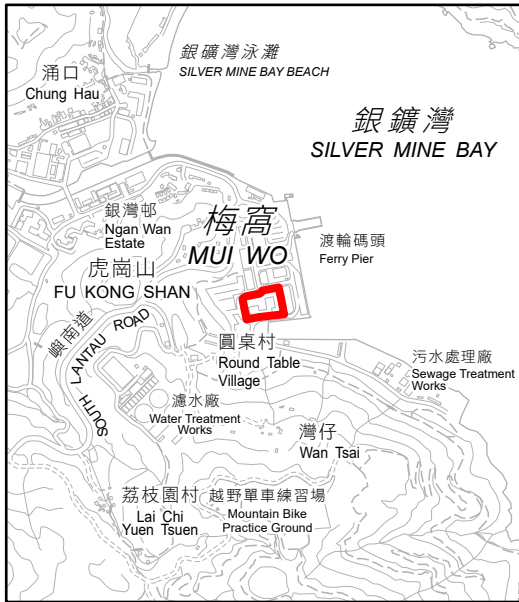 銀礦灣泳灘
SILVER MINE BAY BEACH
涌口
Chung Hau
銀鑛灣
SILVER MINE BAY
銀灣邨
Ngan Wan
Estate
梅窩
MUI WO
渡輪碼頭
Ferry Pier
虎崗山
FU KONG SHAN
嶼南道
SOUTH LANTAU ROAD
圓桌村
Round Table
Village
污水處理廠
Sewage Treatment
Works
濾水廠
Water Treatment
Works
灣仔
Wan Tsai
荔枝園村
Lai Chi
Yuen Tsuen
越野單車練習場
Mountain Bike
Practice Ground